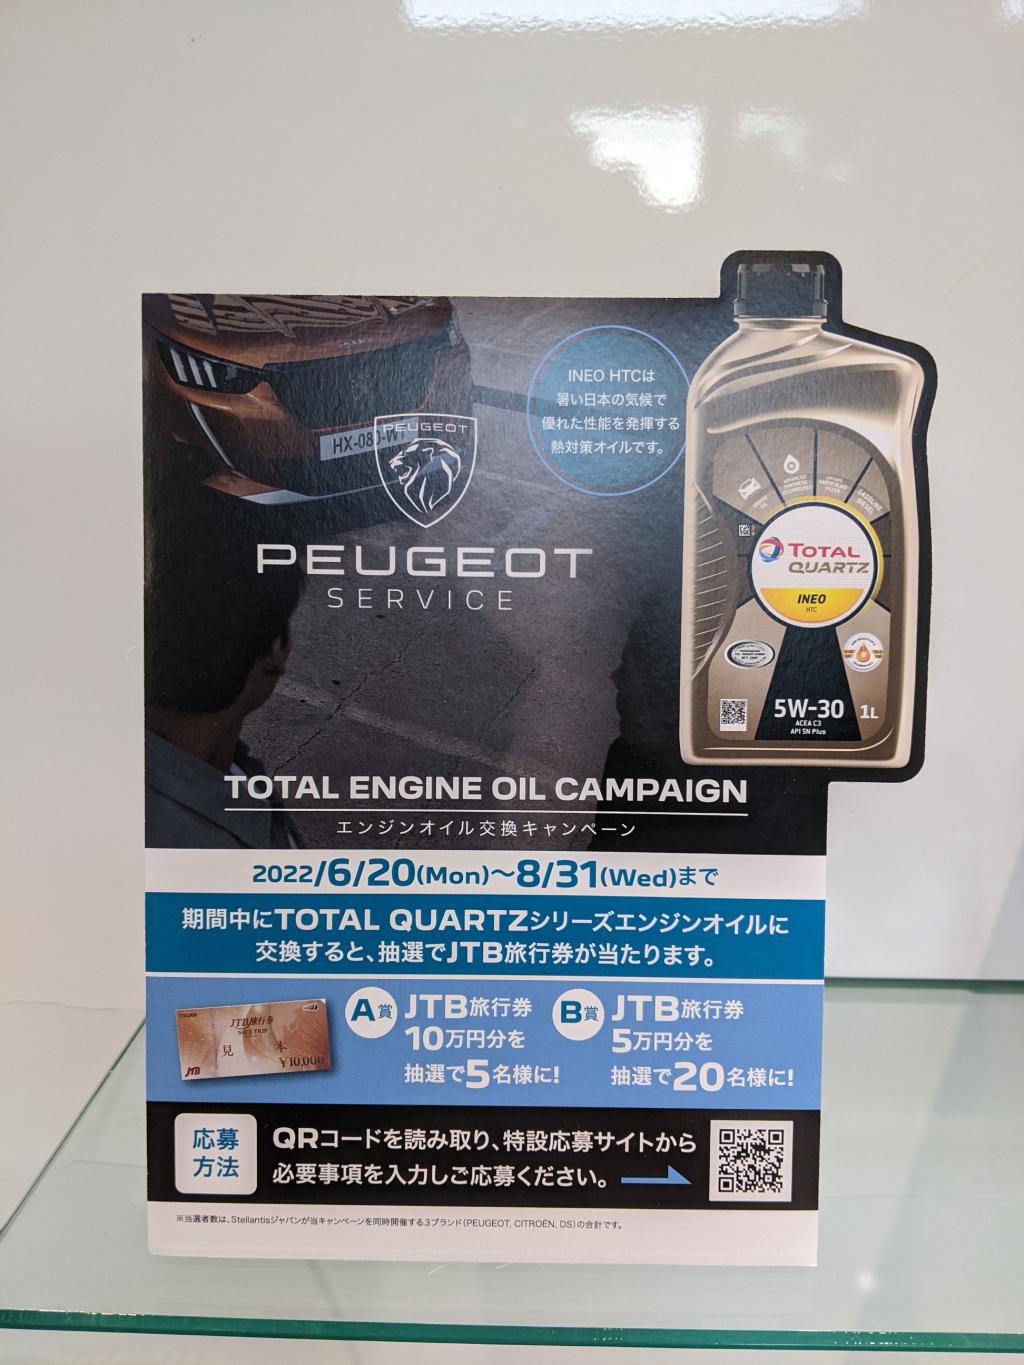 INEO HTCは
暑い日本の気候で
優れた性能を発揮する
熱対策オイルです。
HX-080-W
PEUGEOT
PEUGEOT
SERVICE
ADVANCED
SYNTHETIC
TECHNOLOGY
PARTICULATE
FILTER
GASOLINE
DIESEL
TOTAL
QUARTZ
INEO
HTC
5W-30
1L
ACEA C3
API SN Plus
TOTAL ENGINE OIL CAMPAIGN
エンジンオイル交換キャンペーン
2022/6/20(Mon)〜8/31(Wed)まで
期間中にTOTAL QUARTZシリーズエンジンオイルに
交換すると、抽選でJTB旅行券が当たります。
JTB旅行券
NICE TRIP
見本
¥10,000
JTB
A賞 JTB旅行券
10万円分を
抽選で5名様に!
B賞 JTB旅行券
5万円分を
抽選で20名様に!
応募
方法
QRコードを読み取り、特設応募サイトから
必要事項を入力しご応募ください。
※当選者数は、Stellantisジャパンが当キャンペーンを同時開催する3ブランド(PEUGEOT, CITROËN, DS)の合計です。